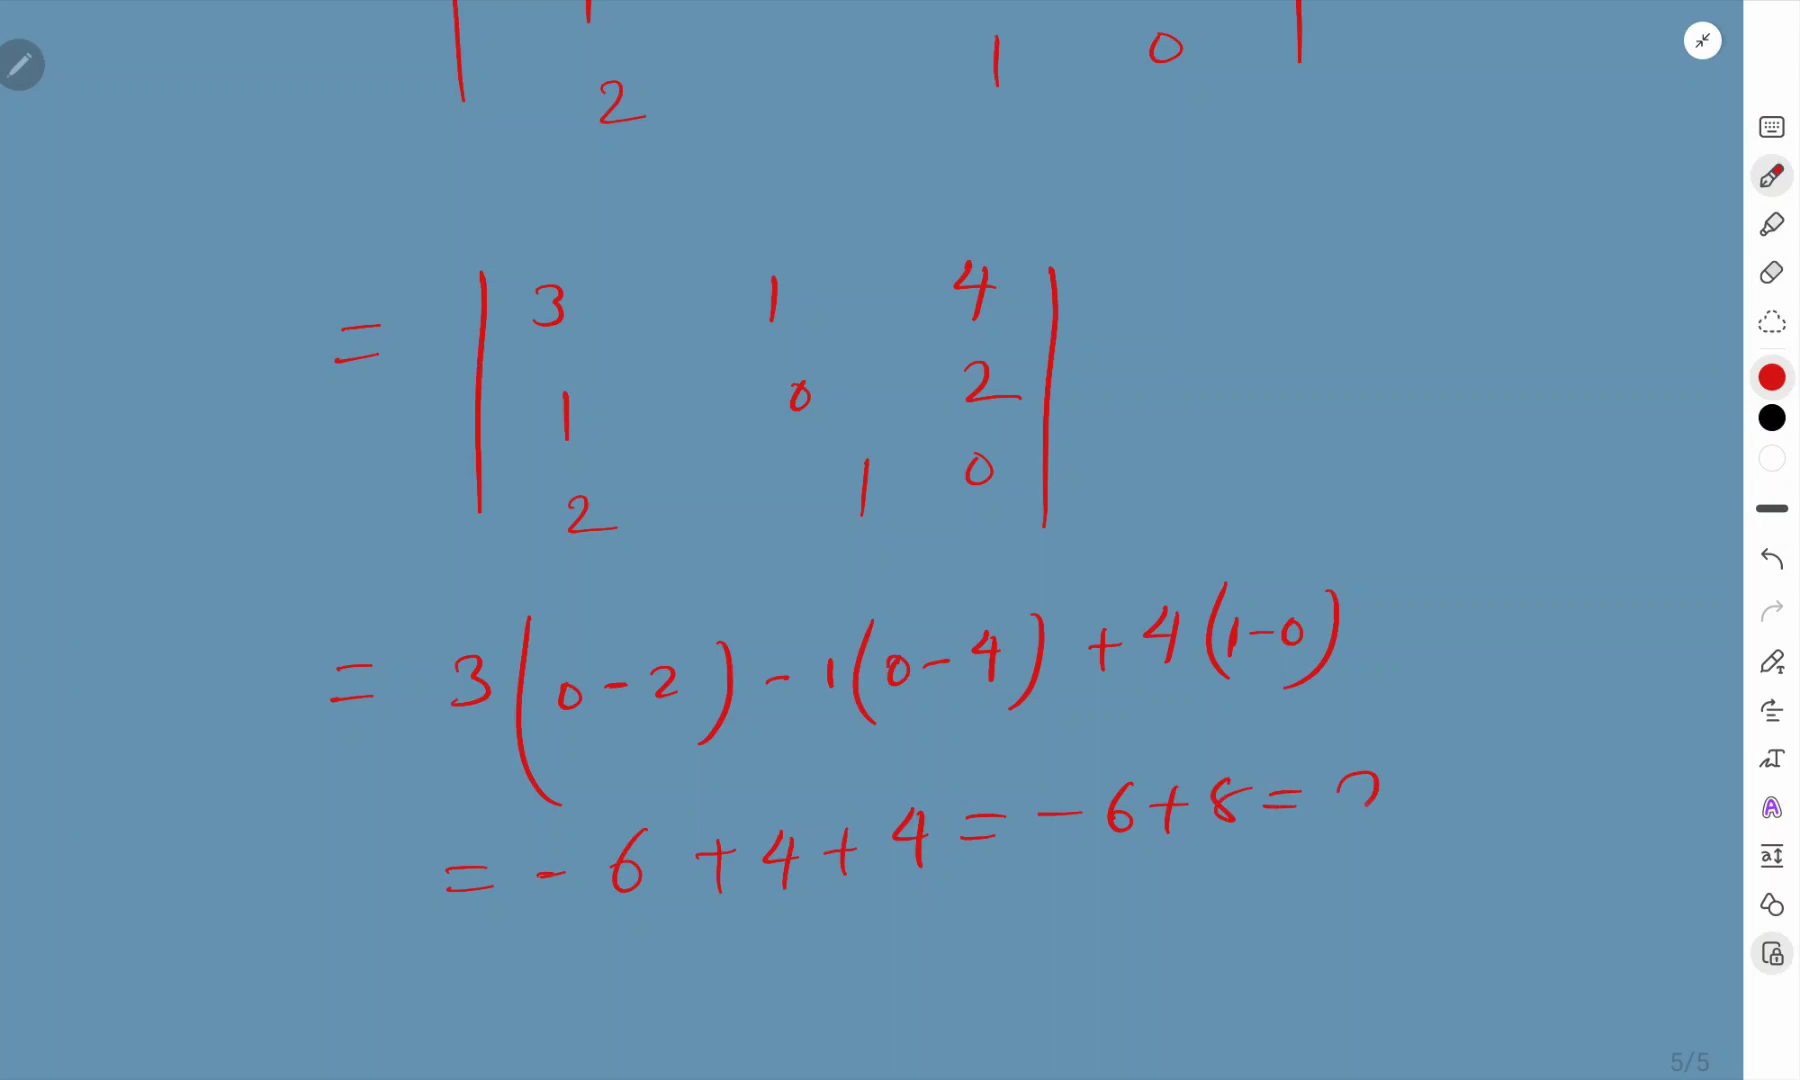 1 0
2
= | 3 1 4 |
| 1 0 2 |
| 2 1 0 |
= 3(0-2) - 1(0-4) + 4(1-0)
= - 6 + 4 + 4 = - 6 + 8 =
5/5